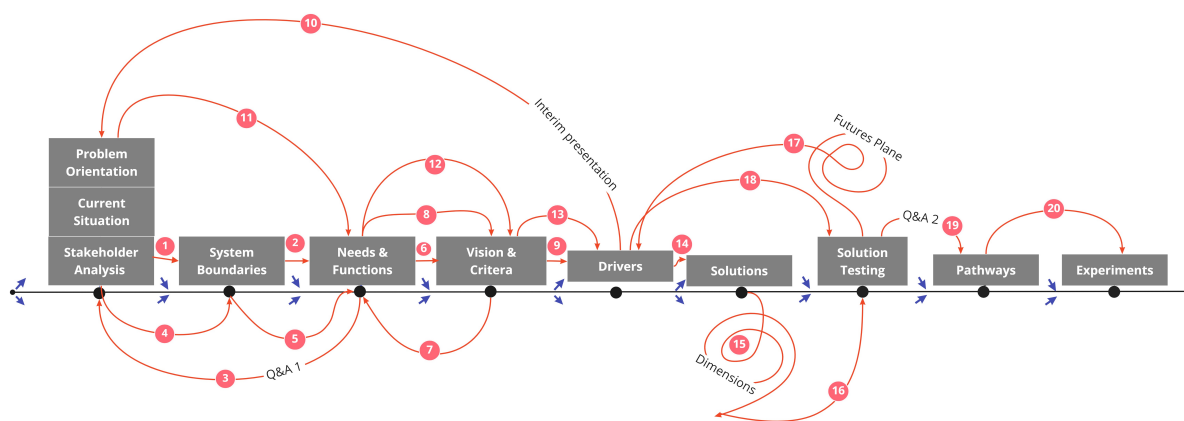 10
Interim presentation
11
12
17
Futures Plane
18
Problem
Orientation
Current
Situation
Stakeholder
Analysis
1
System
Boundaries
2
Needs &
Functions
8
6
Vision &
Critera
13
9
Drivers
14
Solutions
Solution
Testing
Q&A 2
19
Pathways
20
Experiments
4
5
3
Q&A 1
7
15
Dimensions
16